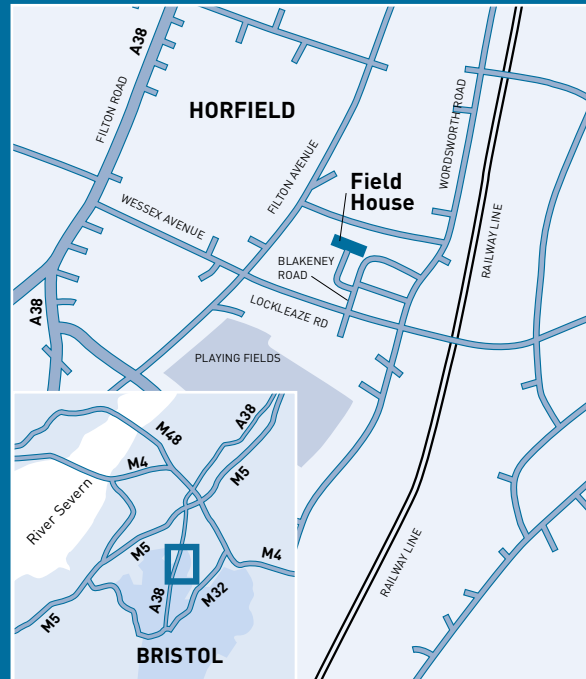 A38
FILTON ROAD
HORFIELD
WORDSWORTH ROAD
FILTON AVENUE
Field
House
WESSEX AVENUE
RAILWAY LINE
BLAKENEY
ROAD
LOCKLEAZE RD
A38
PLAYING FIELDS
A38
M48
M4
M5
River Severn
M5
M4
A38
M32
M5
BRISTOL
RAILWAY LINE